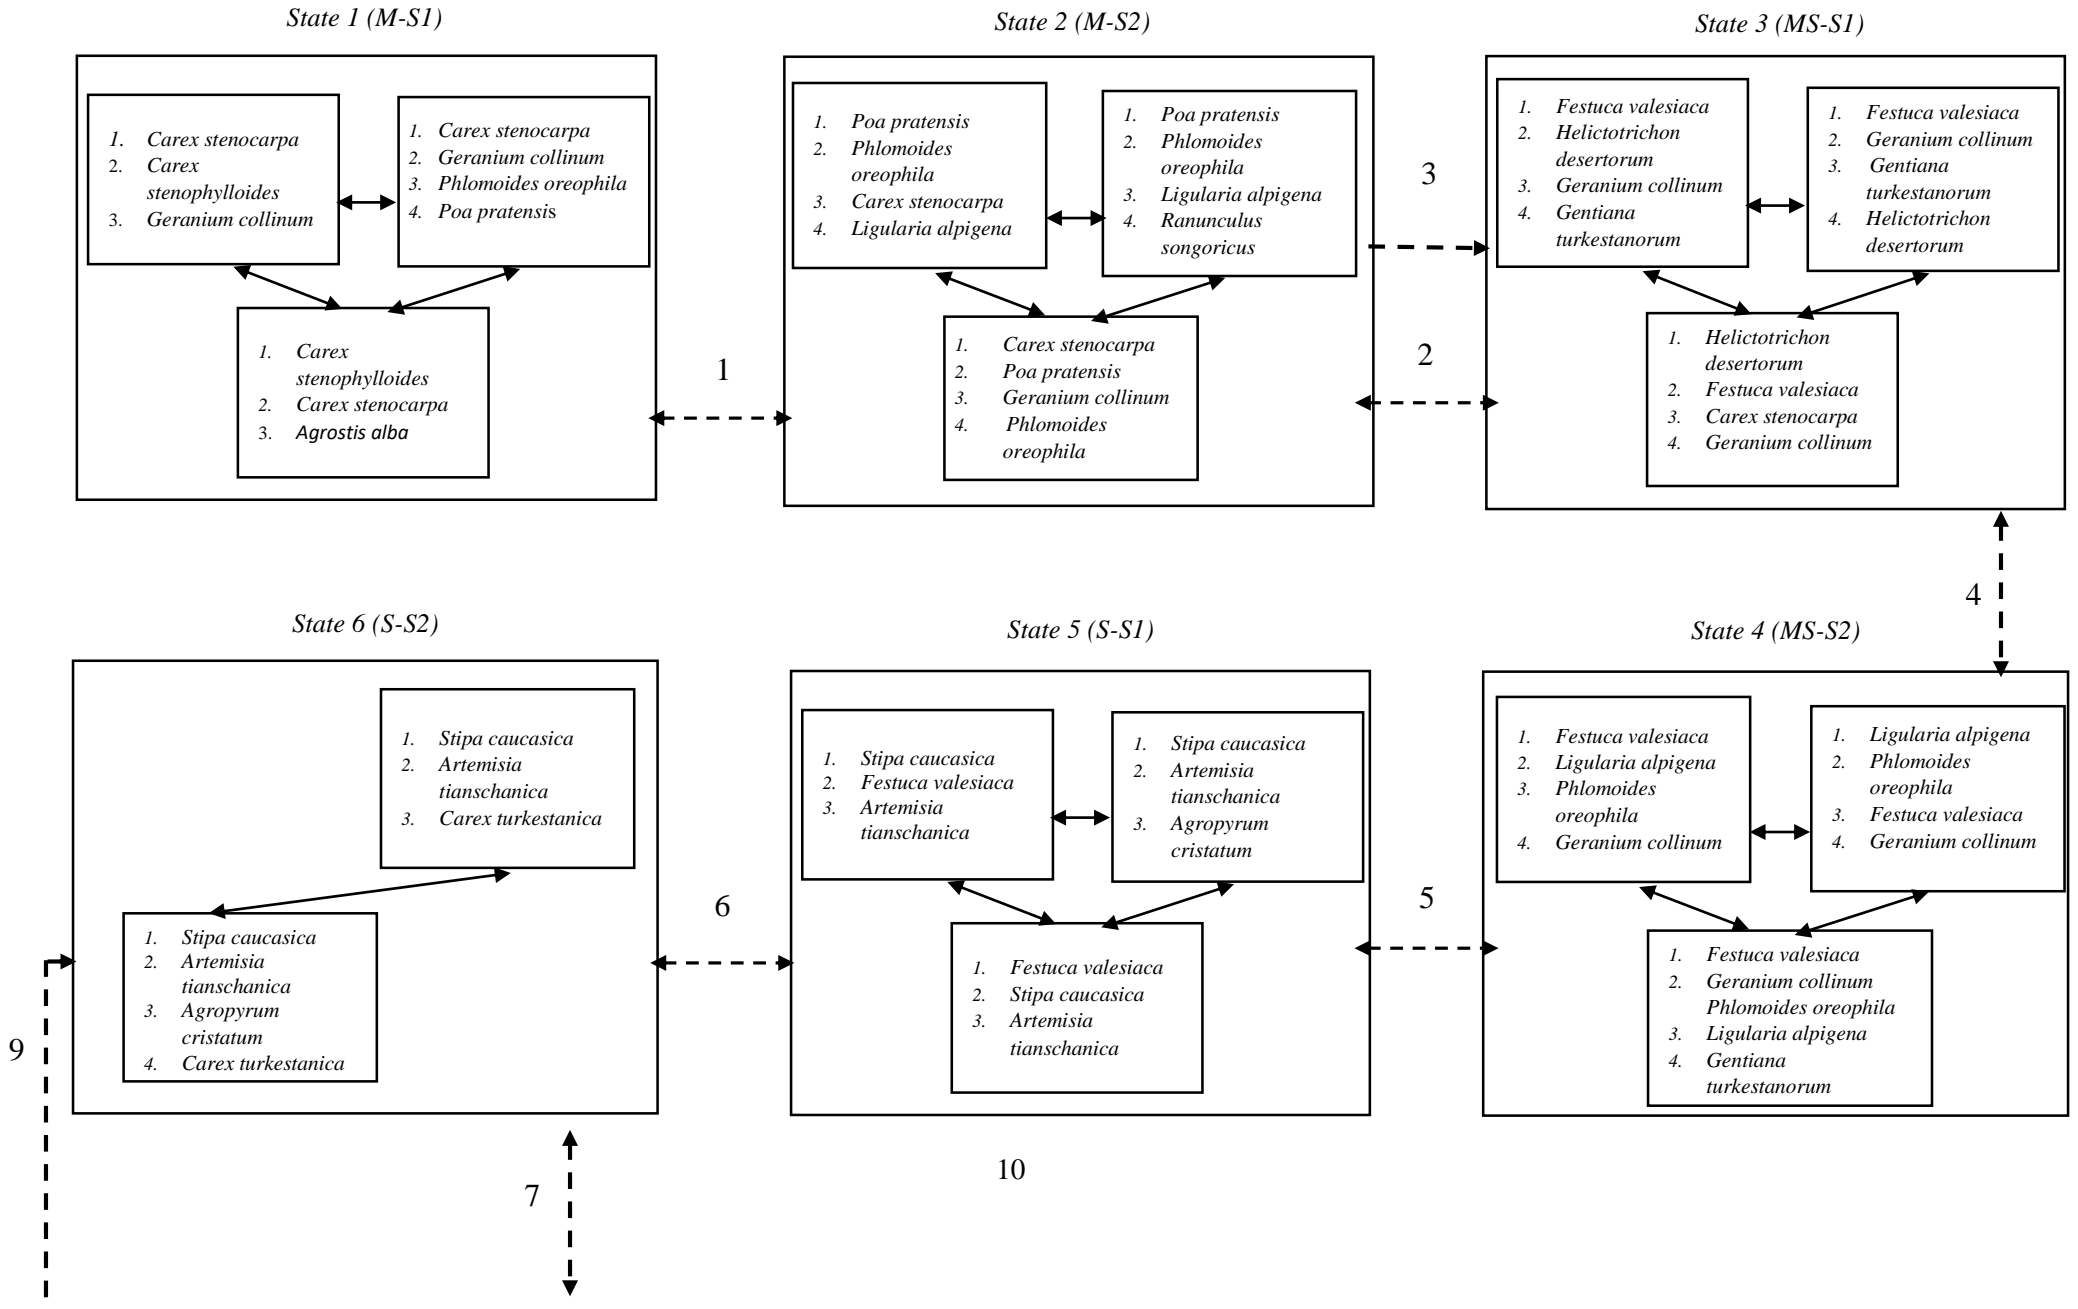 State 1 (M-S1)
1. Carex stenocarpa
2. Carex
stenophylloides
3. Geranium collinum
1. Carex stenocarpa
2. Geranium collinum
3. Phlomoides oreophila
4. Poa pratensis
1. Carex
stenophylloides
2. Carex stenocarpa
3. Agrostis alba
1
State 2 (M-S2)
1. Poa pratensis
2. Phlomoides
oreophila
3. Carex stenocarpa
4. Ligularia alpigena
1. Poa pratensis
2. Phlomoides
oreophila
3. Ligularia alpigena
4. Ranunculus
songoricus
1. Carex stenocarpa
2. Poa pratensis
3. Geranium collinum
4. Phlomoides
oreophila
3
2
State 3 (MS-S1)
1. Festuca valesiaca
2. Helictotrichon
desertorum
3. Geranium collinum
4. Gentiana
turkestanorum
1. Festuca valesiaca
2. Geranium collinum
3. Gentiana
turkestanorum
4. Helictotrichon
desertorum
1. Helictotrichon
desertorum
2. Festuca valesiaca
3. Carex stenocarpa
4. Geranium collinum
4
State 6 (S-S2)
1. Stipa caucasica
2. Artemisia
tianschanica
3. Carex turkestanica
1. Stipa caucasica
2. Artemisia
tianschanica
3. Agropyrum
cristatum
4. Carex turkestanica
9
7
6
State 5 (S-S1)
1. Stipa caucasica
2. Festuca valesiaca
3. Artemisia
tianschanica
1. Stipa caucasica
2. Artemisia
tianschanica
3. Agropyrum
cristatum
1. Festuca valesiaca
2. Stipa caucasica
3. Artemisia
tianschanica
10
5
State 4 (MS-S2)
1. Festuca valesiaca
2. Ligularia alpigena
3. Phlomoides
oreophila
4. Geranium collinum
1. Ligularia alpigena
2. Phlomoides
oreophila
3. Festuca valesiaca
4. Geranium collinum
1. Festuca valesiaca
2. Geranium collinum
Phlomoides oreophila
3. Ligularia alpigena
4. Gentiana
turkestanorum